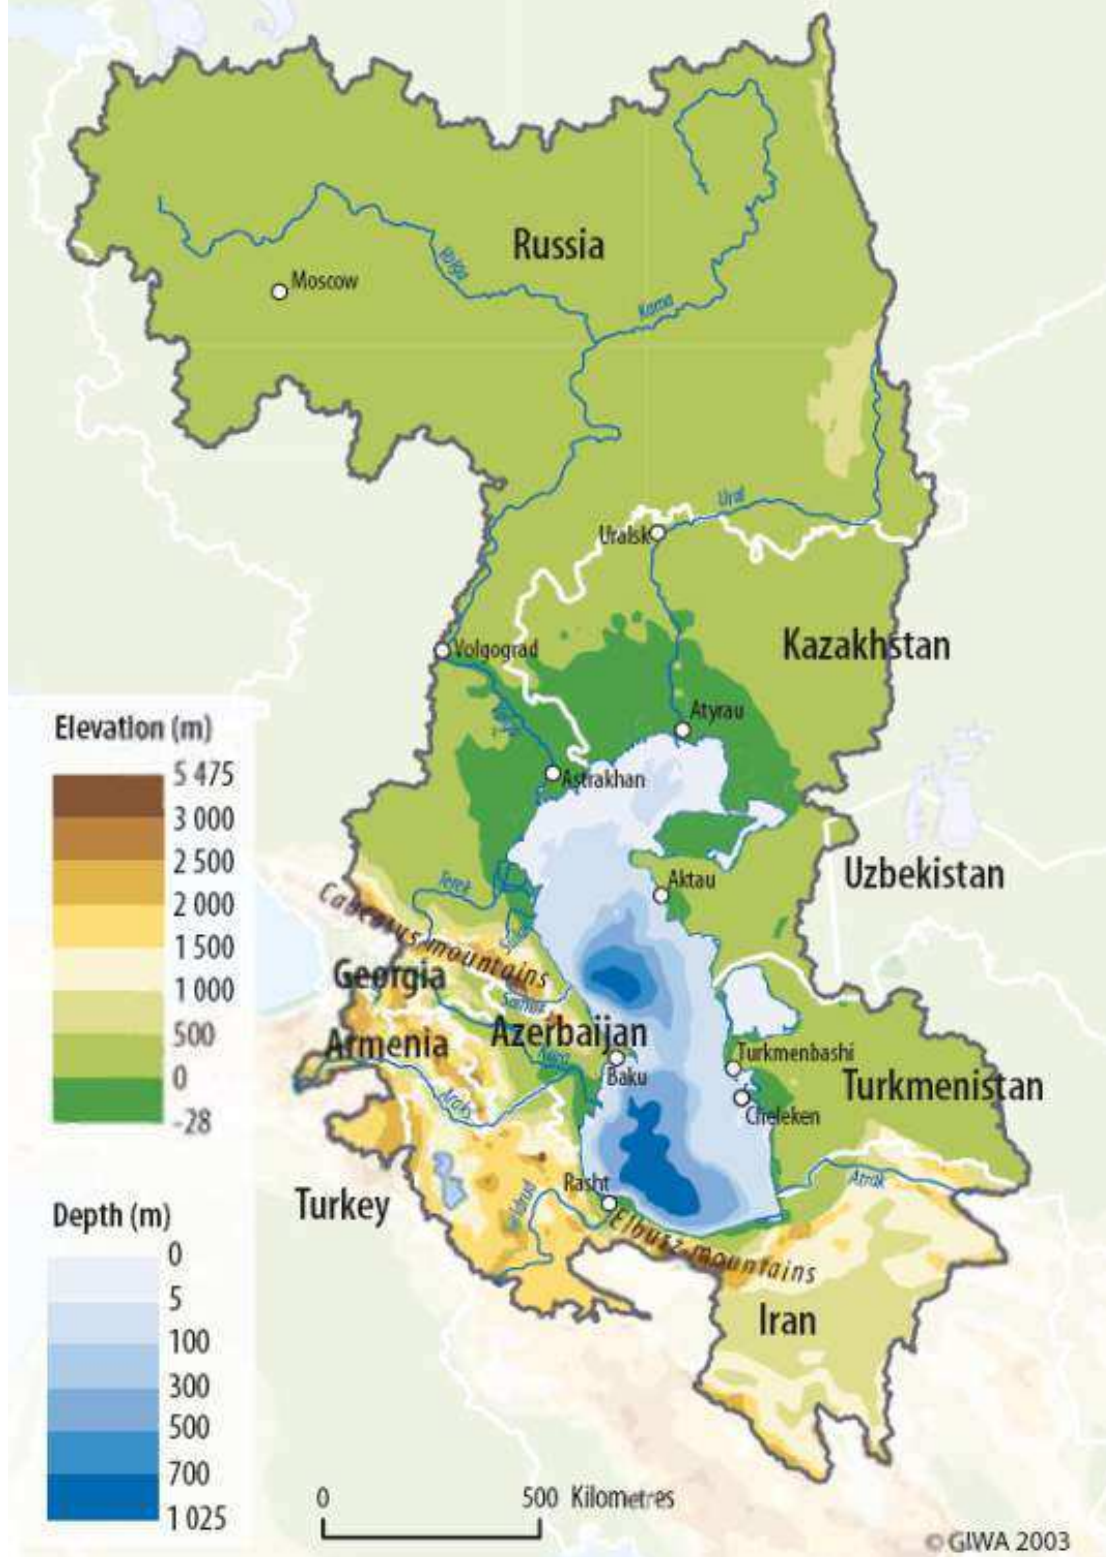 Russia
Volga
Moscow
Kama
Ural
Uralsk
Kazakhstan
Volgograd
Atyrau
Astrakhan
Elevation (m)
5 475
3 000
2 500
2 000
1 500
1 000
500
0
-28
Uzbekistan
Aktau
Terek
Caucasus mountains
Georgia
Samur
Azerbaijan
Armenia
Kura
Baku
Turkmenbashi
Turkmenistan
Cheleken
Araks
Atrak
Rasht
Turkey
Elburz mountains
Iran
Depth (m)
0
5
100
300
500
700
1 025
0
500 Kilometres
© GIWA 2003